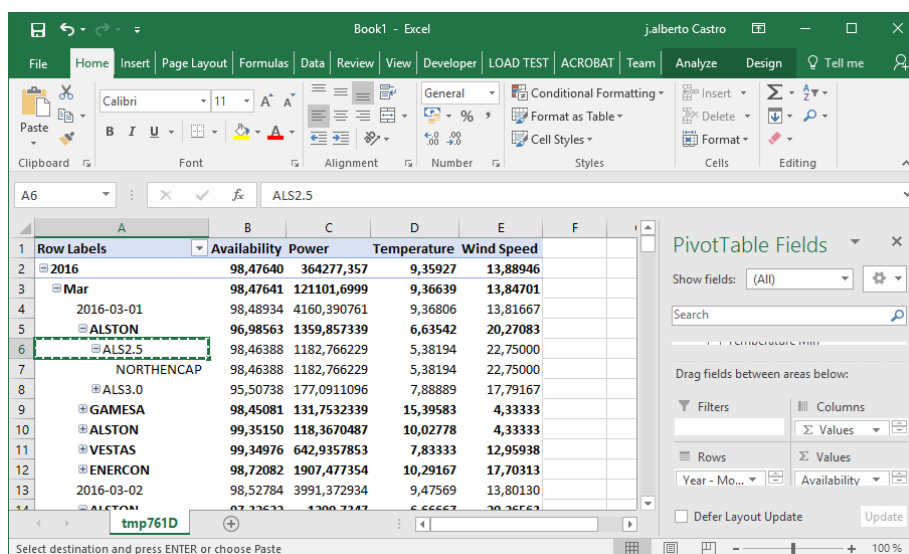 Book1 - Excel
j.alberto Castro
File Home Insert Page Layout Formulas Data Review View Developer LOAD TEST ACROBAT Team Analyze Design Tell me
Paste
Calibri 11 A A
B I U A
General
% ,
Conditional Formatting
Format as Table
Cell Styles
Insert
Delete
Format
Clipboard Font Alignment Number Styles Cells Editing
A6 fx ALS2.5
A B C D E F
1 Row Labels Availability Power Temperature Wind Speed
2 2016 98,47640 364277,357 9,35927 13,88946
3 Mar 98,47641 121101,6999 9,36639 13,84701
4 2016-03-01 98,48934 4160,390761 9,36806 13,81667
5 ALSTON 96,98563 1359,857339 6,63542 20,27083
6 ALS2.5 98,46388 1182,766229 5,38194 22,75000
7 NORTHENCAP 98,46388 1182,766229 5,38194 22,75000
8 ALS3.0 95,50738 177,0911096 7,88889 17,79167
9 GAMESA 98,45081 131,7532339 15,39583 4,33333
10 ALSTON 99,35150 118,3670487 10,02778 4,33333
11 VESTAS 99,34976 642,9357853 7,83333 12,95938
12 ENERCON 98,72082 1907,477354 10,29167 17,70313
13 2016-03-02 98,52784 3991,372934 9,47569 13,80130
tmp761D
Select destination and press ENTER or choose Paste
100 %
PivotTable Fields
Show fields: (All)
Search
Drag fields between areas below:
Filters Columns
Σ Values
Rows Σ Values
Year - Mo... Availability
Defer Layout Update Update